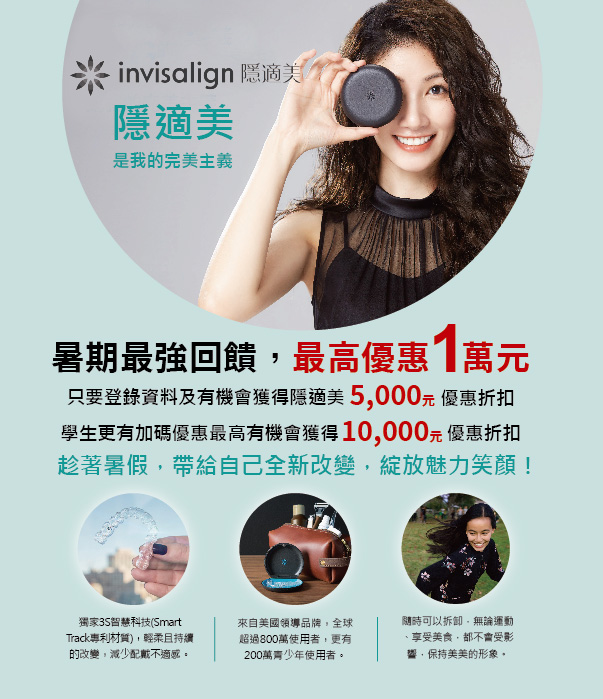 invisalign 隱適美
隱適美
是我的完美主義
暑期最強回饋，最高優惠1萬元
只要登錄資料及有機會獲得隱適美 5,000元 優惠折扣
學生更有加碼優惠最高有機會獲得10,000元 優惠折扣
趁著暑假，帶給自己全新改變，綻放魅力笑顏！
獨家3S智慧科技(Smart
Track專利材質)，輕柔且持續
的改變，減少配戴不適感。
來自美國領導品牌，全球
超過800萬使用者，更有
200萬青少年使用者。
隨時可以拆卸，無論運動
、享受美食，都不會受影
響，保持美美的形象。